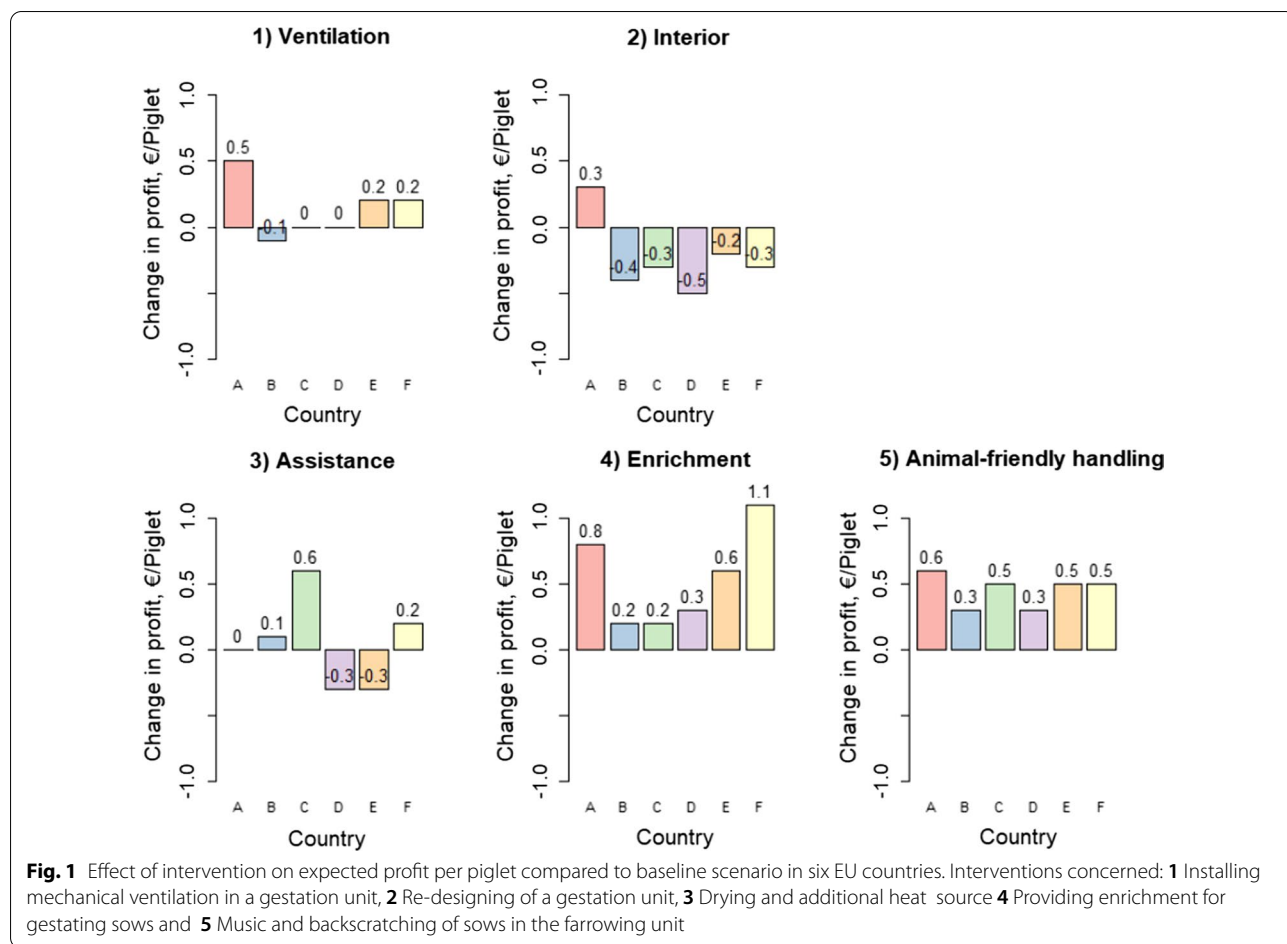 1) Ventilation
Change in profit, €/Piglet
1.0
0.5
0.0
-1.0
0.5
-0.1
0
0
0.2
0.2
A B C D E F
Country
2) Interior
Change in profit, €/Piglet
1.0
0.5
0.0
-1.0
0.3
-0.4
-0.3
-0.5
-0.2
-0.3
A B C D E F
Country
3) Assistance
Change in profit, €/Piglet
1.0
0.5
0.0
-1.0
0
0.1
0.6
-0.3
-0.3
0.2
A B C D E F
Country
4) Enrichment
Change in profit, €/Piglet
1.0
0.5
0.0
-1.0
0.8
0.2
0.2
0.3
0.6
1.1
A B C D E F
Country
5) Animal-friendly handling
Change in profit, €/Piglet
1.0
0.5
0.0
-1.0
0.6
0.3
0.5
0.3
0.5
0.5
A B C D E F
Country
Fig. 1 Effect of intervention on expected profit per piglet compared to baseline scenario in six EU countries. Interventions concerned: 1 Installing
mechanical ventilation in a gestation unit, 2 Re-designing of a gestation unit, 3 Drying and additional heat source 4 Providing enrichment for
gestating sows and 5 Music and backscratching of sows in the farrowing unit